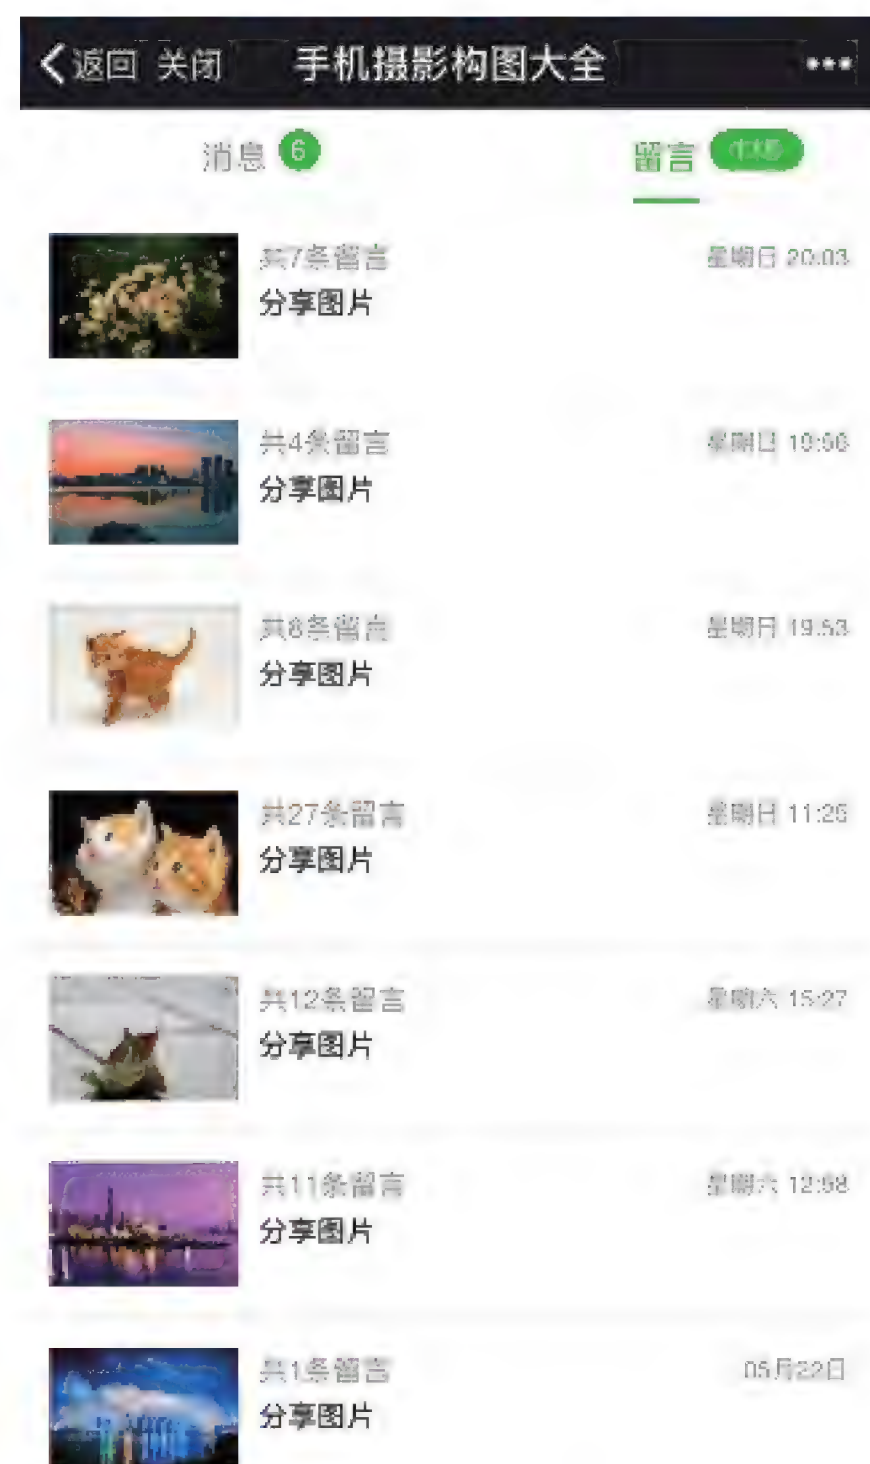 返回 关闭 手机摄影构图大全
消息 6 留言
共7条留言 星期日 20:03
分享图片
共4条留言 星期日
分享图片
共8条留言 星期日 19:53
分享图片
共27条留言 星期日 11:25
分享图片
共12条留言 星期六 15:27
分享图片
共11条留言 星期六 12:58
分享图片
共1条留言 05月22日
分享图片